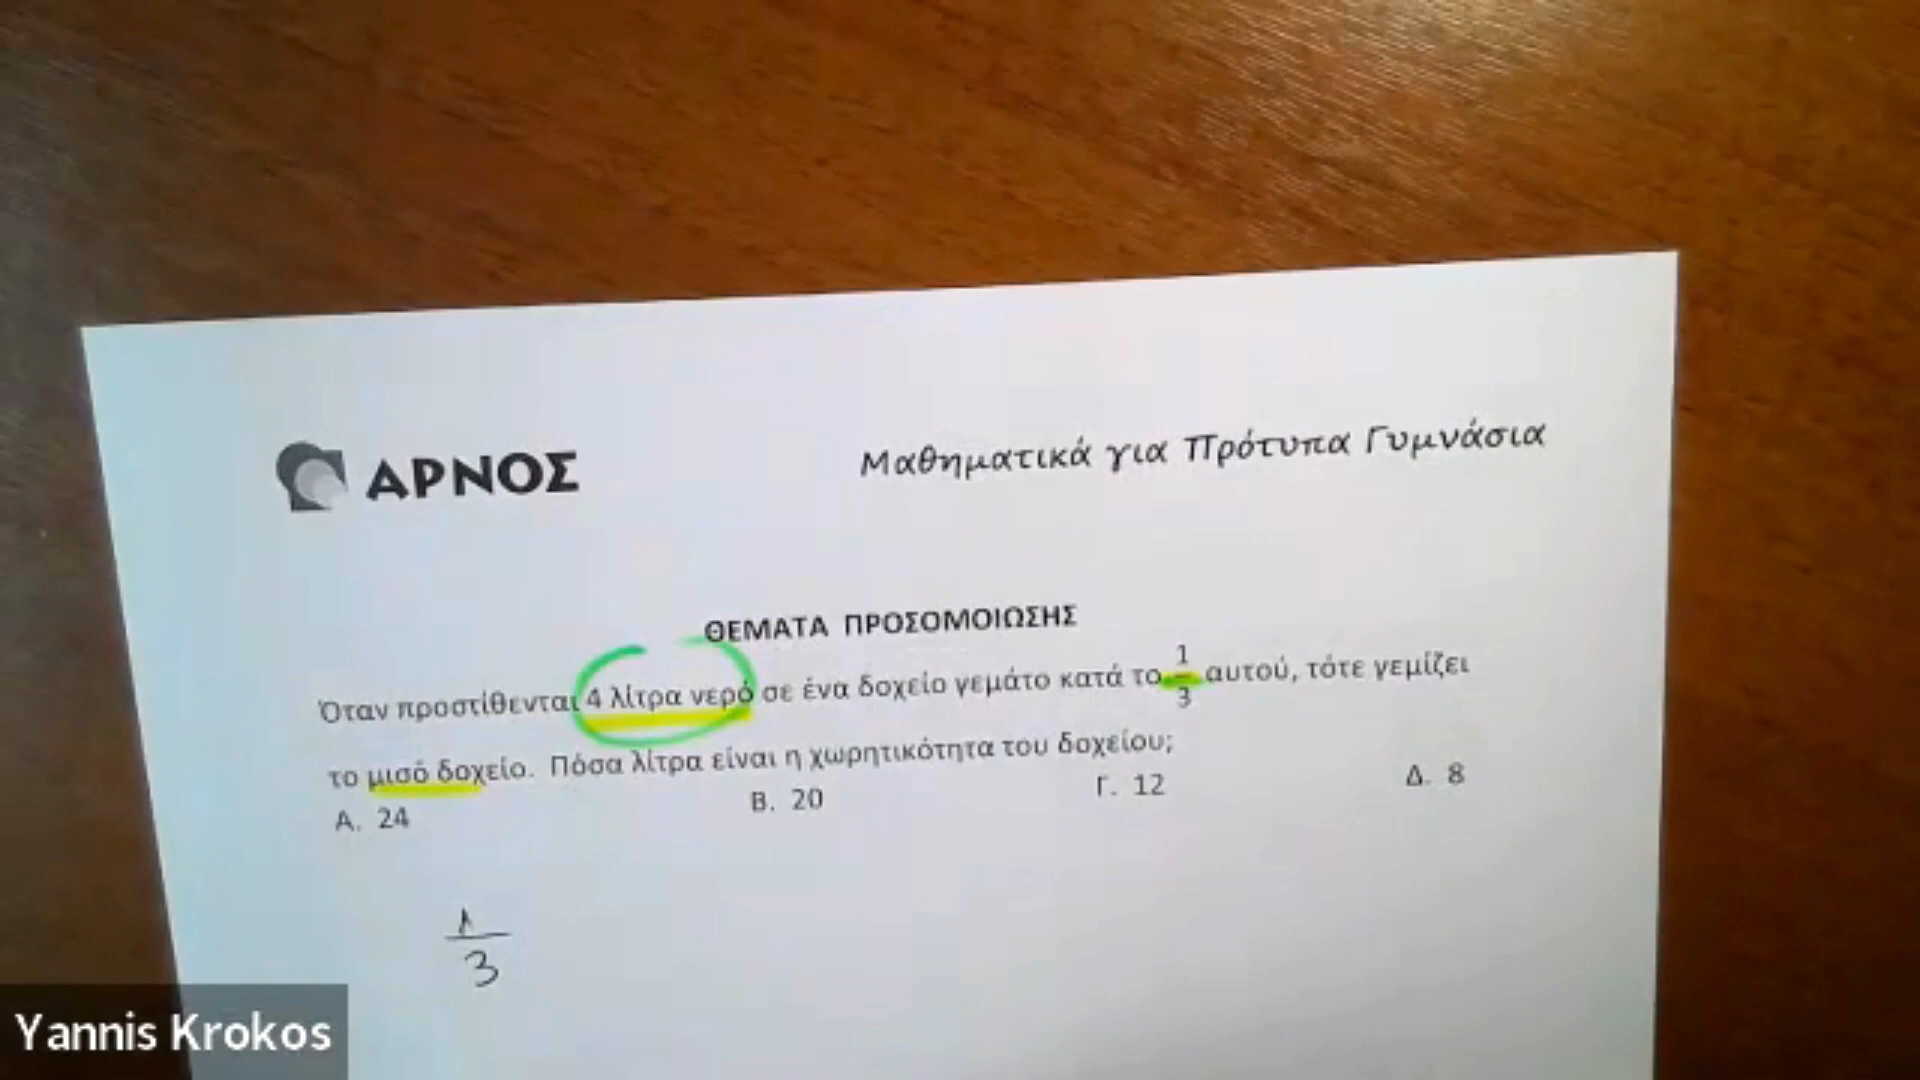 ΑΡΝΟΣ
Μαθηματικά για Πρότυπα Γυμνάσια
ΘΕΜΑΤΑ ΠΡΟΣΟΜΟΙΩΣΗΣ
Όταν προστίθενται 4 λίτρα νερό σε ένα δοχείο γεμάτο κατά το 1/3 αυτού, τότε γεμίζει
το μισό δοχείο. Πόσα λίτρα είναι η χωρητικότητα του δοχείου;
Α. 24 Β. 20 Γ. 12 Δ. 8
1/3
Yannis Krokos